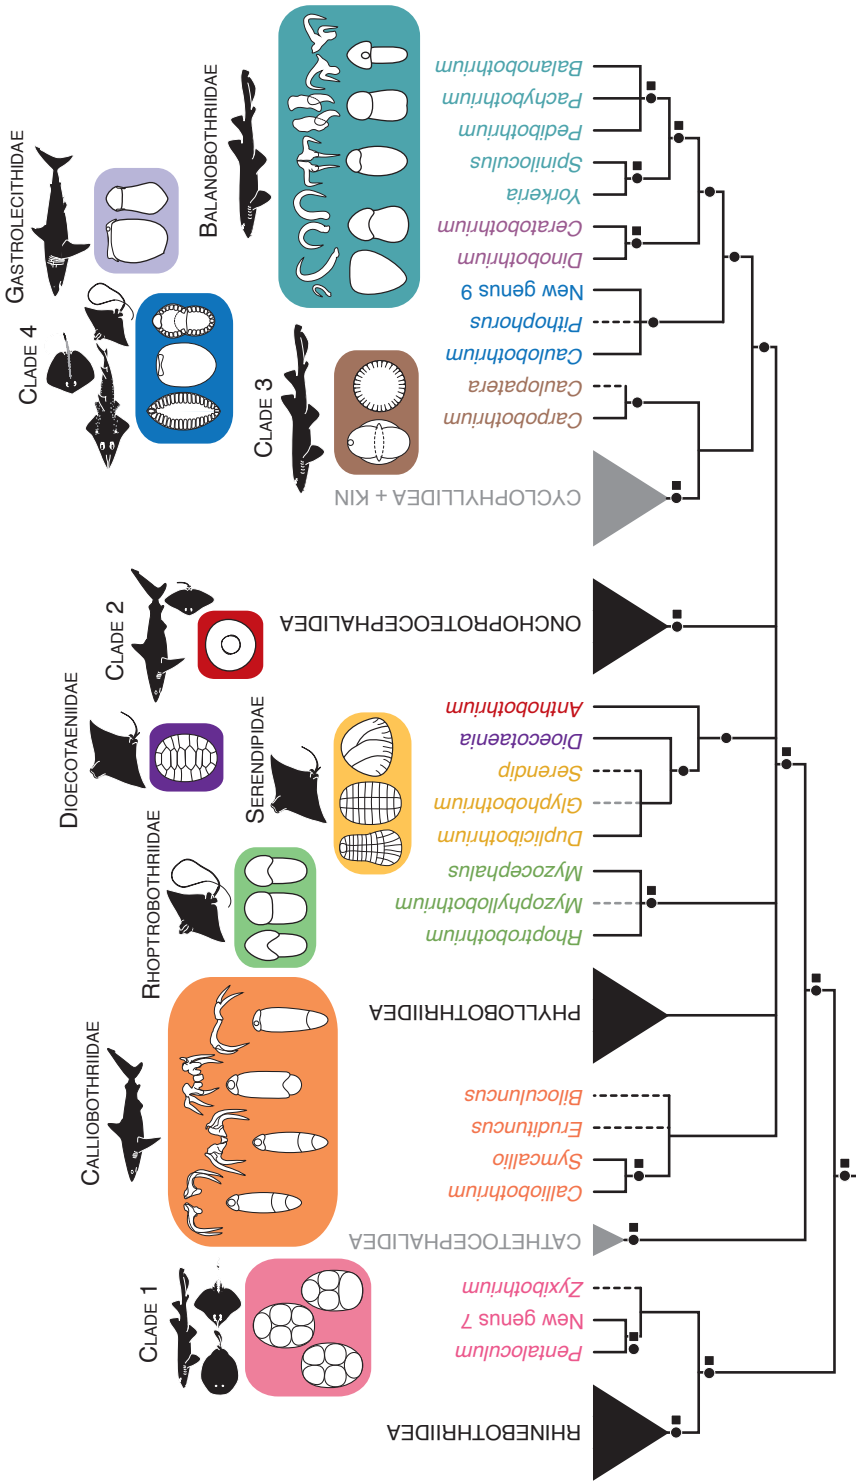 GASTROLECITHIDAE
BALANOBOTHRIIDAE
CLADE 4
CLADE 3
CLADE 2
DIOECOTAENIIDAE
SERENDIPIDAE
RHOPTROBOTHRIIDAE
CALLIOBOTHRIIDAE
CLADE 1
Balanobothrium
Pachybothrium
Pedibothrium
Spiniloculus
Yorkeria
Ceratobothrium
Dinobothrium
New genus 9
Pithophorus
Caulobothrium
Caulopatera
Carpobothrium
CYCLOPHYLLIDEA + KIN
ONCHOPROTEOCEPHALIDEA
Anthobothrium
Dioecotaenia
Serendip
Glyphobothrium
Duplicibothrium
Myzocephalus
Myzophyllobothrium
Rhoptrobothrium
PHYLLOBOTHRIIDEA
Biloculuncus
Erudituncus
Symcallio
Calliobothrium
CATHETOCEPHALIDEA
Zyxibothrium
New genus 7
Pentaloculum
RHINEBOTHRIIDEA